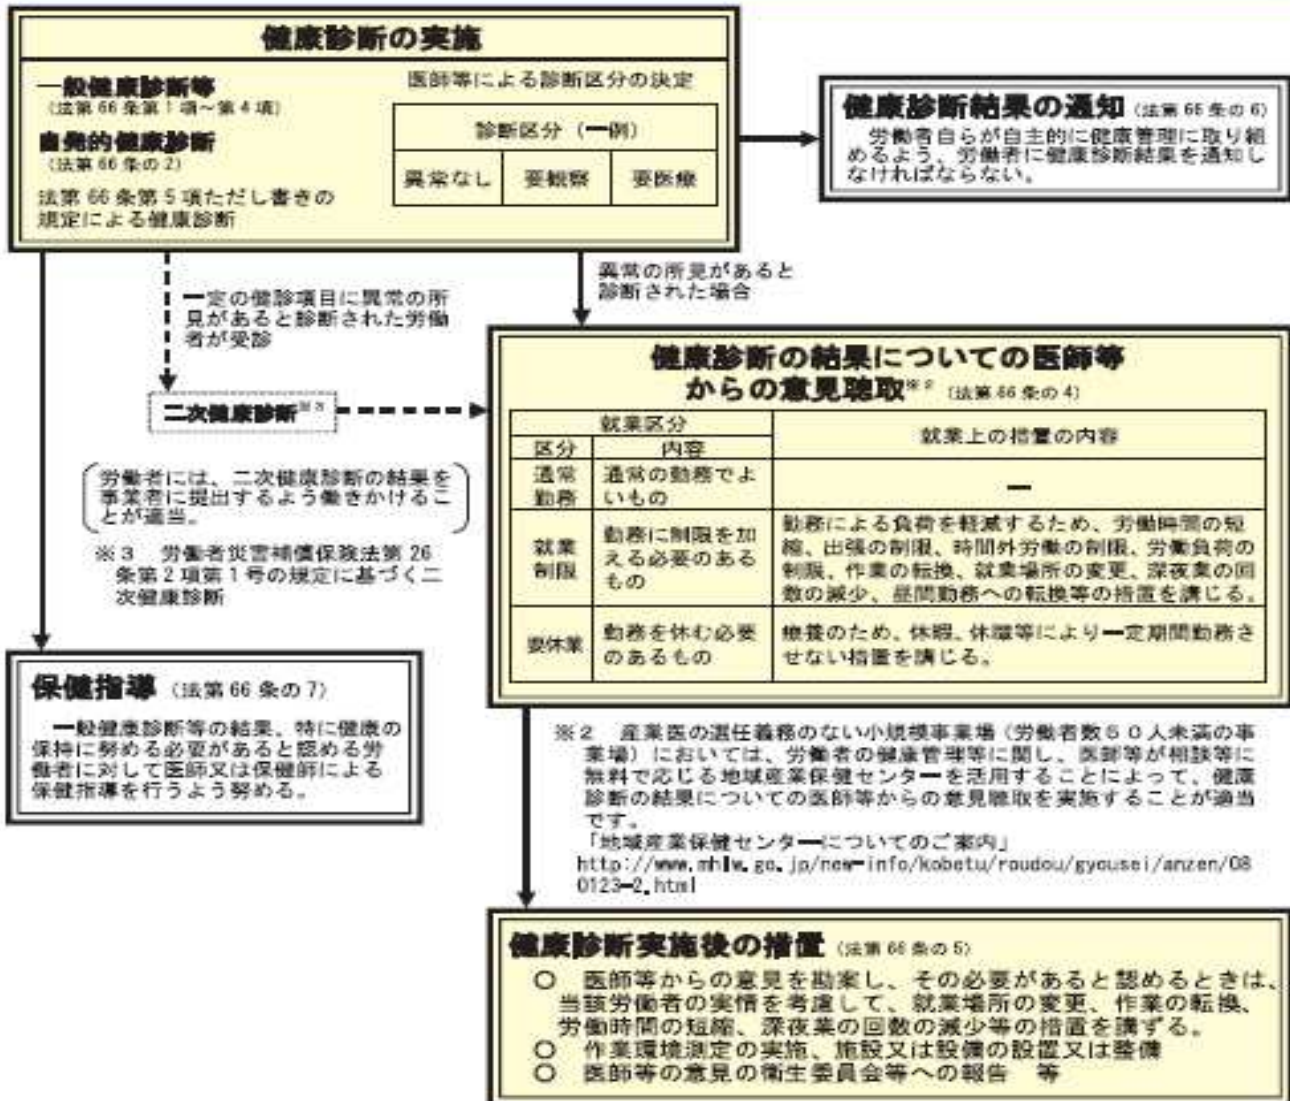 健康診断の実施
一般健康診断等
(法第66条第1項～第4項)
自発的健康診断
(法第66条の2)
法第66条第5項ただし書きの
規定による健康診断
医師等による診断区分の決定
診断区分（一例）
異常なし 要観察 要医療
健康診断結果の通知 (法第66条の6)
労働者自らが自主的に健康管理に取り組
めるよう、労働者に健康診断結果を通知し
なければならない。
一定の健診項目に異常の所
見があると診断された労働
者が受診
異常の所見があると
診断された場合
二次健康診断※3
労働者には、二次健康診断の結果を
事業者に提出するよう働きかけるこ
とが適当。
※3 労働者災害補償保険法第26
条第2項第1号の規定に基づく二
次健康診断
健康診断の結果についての医師等
からの意見聴取※2 (法第66条の4)
就業区分 就業上の措置の内容
区分 内容
通常
勤務
通常の勤務でよ
いもの
ー
就業
制限
勤務に制限を加
える必要のある
もの
勤務による負荷を軽減するため、労働時間の短
縮、出張の制限、時間外労働の制限、労働負荷の
制限、作業の転換、就業場所の変更、深夜業の回
数の減少、昼間勤務への転換等の措置を講じる。
要休業
勤務を休む必要
のあるもの
療養のため、休暇、休職等により一定期間勤務さ
せない措置を講じる。
保健指導 (法第66条の7)
一般健康診断等の結果、特に健康の
保持に努める必要があると認める労
働者に対して医師又は保健師による
保健指導を行うよう努める。
※2 産業医の選任義務のない小規模事業場（労働者数50人未満の事
業場）においては、労働者の健康管理等に関し、医師等が相談等に
無料で応じる地域産業保健センターを活用することによって、健康
診断の結果についての医師等からの意見聴取を実施することが適当
です。
「地域産業保健センターについてのご案内」
http://www.mhlw.go.jp/new-info/kobetu/roudou/gyousei/anzen/08
0123-2.html
健康診断実施後の措置 (法第66条の5)
○ 医師等からの意見を勘案し、その必要があると認めるときは、
当該労働者の実情を考慮して、就業場所の変更、作業の転換、
労働時間の短縮、深夜業の回数の減少等の措置を講ずる。
○ 作業環境測定の実施、施設又は設備の設置又は整備
○ 医師等の意見の衛生委員会等への報告 等